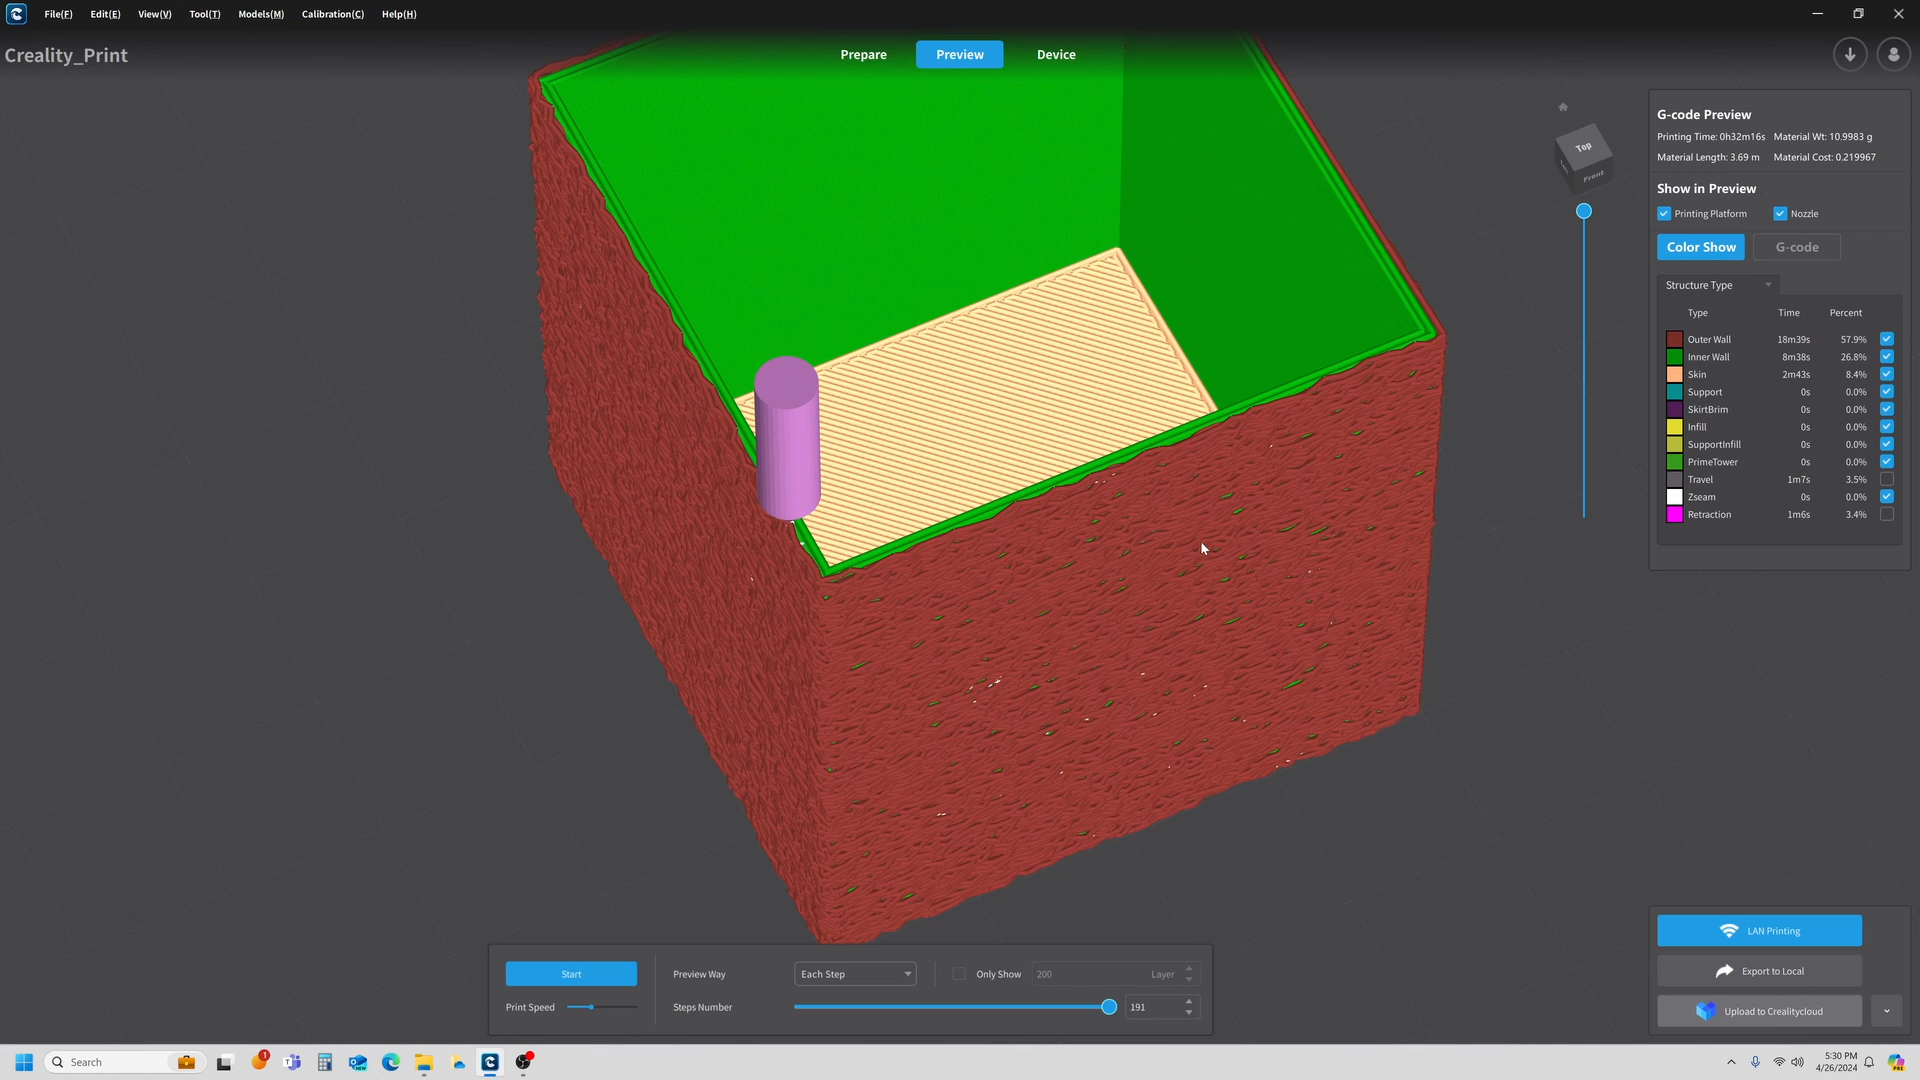 File(F) Edit(E) View(V) Tool(T) Models(M) Calibration(C) Help(H)
Creality_Print
Prepare Preview Device
Top
Front
G-code Preview
Printing Time: 0h32m16s Material Wt: 10.9983 g
Material Length: 3.69 m Material Cost: 0.219967
Show in Preview
Printing Platform Nozzle
Color Show G-code
Structure Type
Type Time Percent
Outer Wall 18m39s 57.9%
Inner Wall 8m38s 26.8%
Skin 2m43s 8.4%
Support 0s 0.0%
SkirtBrim 0s 0.0%
Infill 0s 0.0%
SupportInfill 0s 0.0%
PrimeTower 0s 0.0%
Travel 1m7s 3.5%
Zseam 0s 0.0%
Retraction 1m6s 3.4%
LAN Printing
Export to Local
Upload to Crealitycloud
Start Preview Way Each Step Only Show 200 Layer
Print Speed Steps Number 191
Search
1
NEW
PRE
5:30 PM
4/26/2024